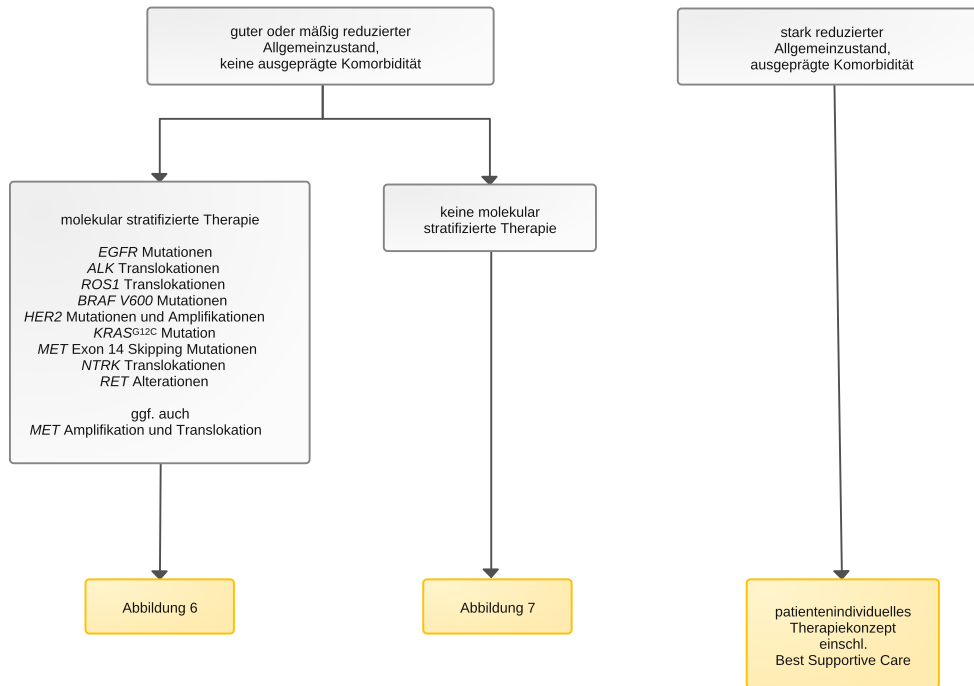 guter oder mäßig reduzierter
Allgemeinzustand,
keine ausgeprägte Komorbidität
stark reduzierter
Allgemeinzustand,
ausgeprägte Komorbidität
molekular stratifizierte Therapie
EGFR Mutationen
ALK Translokationen
ROS1 Translokationen
BRAF V600 Mutationen
HER2 Mutationen und Amplifikationen
KRASᴳ¹²ᶜ Mutation
MET Exon 14 Skipping Mutationen
NTRK Translokationen
RET Alterationen
ggf. auch
MET Amplifikation und Translokation
keine molekular
stratifizierte Therapie
Abbildung 6
Abbildung 7
patientenindividuelles
Therapiekonzept
einschl.
Best Supportive Care